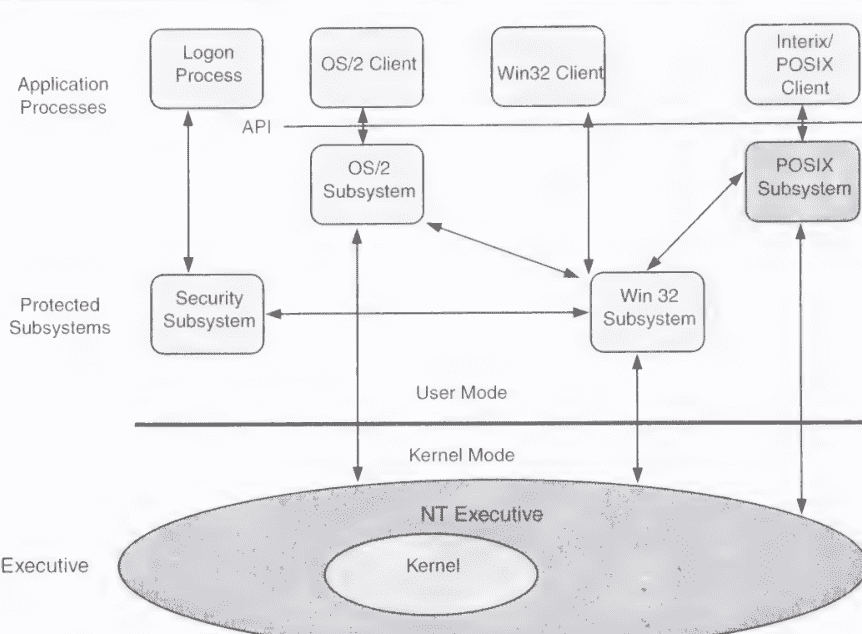 Logon
Process
OS/2 Client
Win32 Client
Interix/
POSIX
Client
Application
Processes
API
OS/2
Subsystem
POSIX
Subsystem
Protected
Subsystems
Security
Subsystem
Win 32
Subsystem
User Mode
Kernel Mode
NT Executive
Executive
Kernel